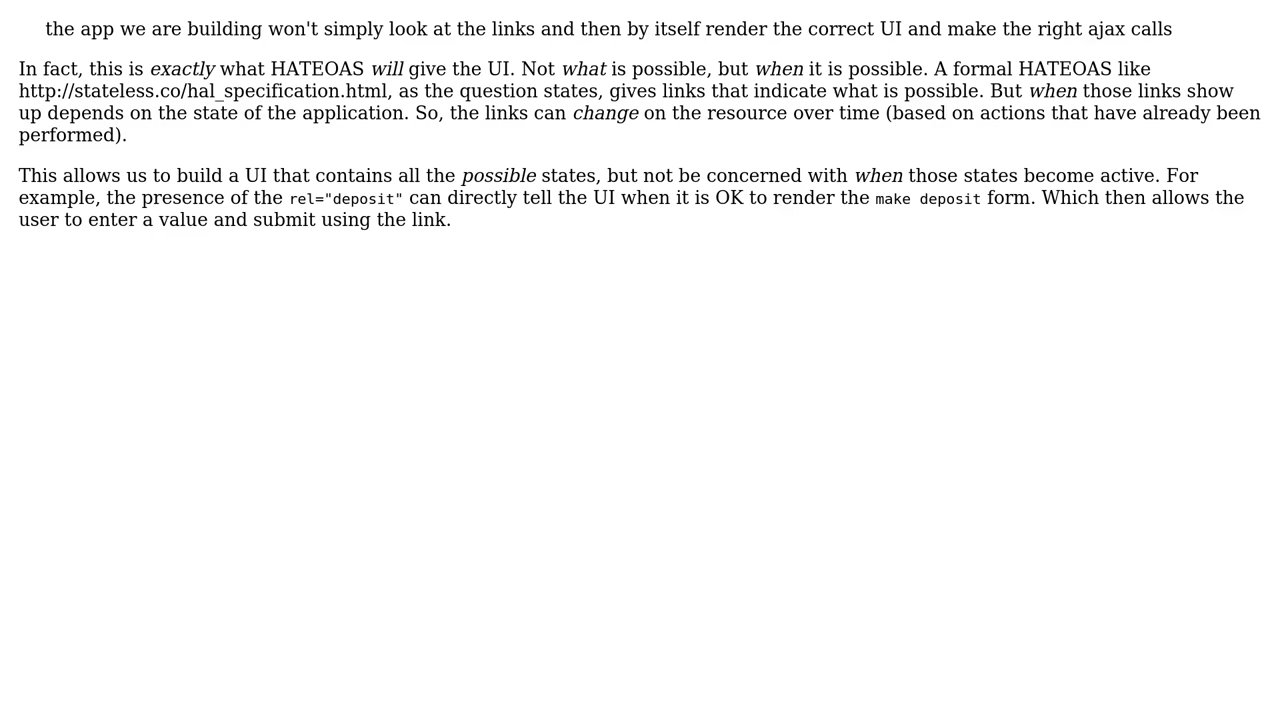 the app we are building won't simply look at the links and then by itself render the correct UI and make the right ajax calls
In fact, this is exactly what HATEOAS will give the UI. Not what is possible, but when it is possible. A formal HATEOAS like
http://stateless.co/hal_specification.html, as the question states, gives links that indicate what is possible. But when those links show
up depends on the state of the application. So, the links can change on the resource over time (based on actions that have already been
performed).
This allows us to build a UI that contains all the possible states, but not be concerned with when those states become active. For
example, the presence of the rel="deposit" can directly tell the UI when it is OK to render the make deposit form. Which then allows the
user to enter a value and submit using the link.